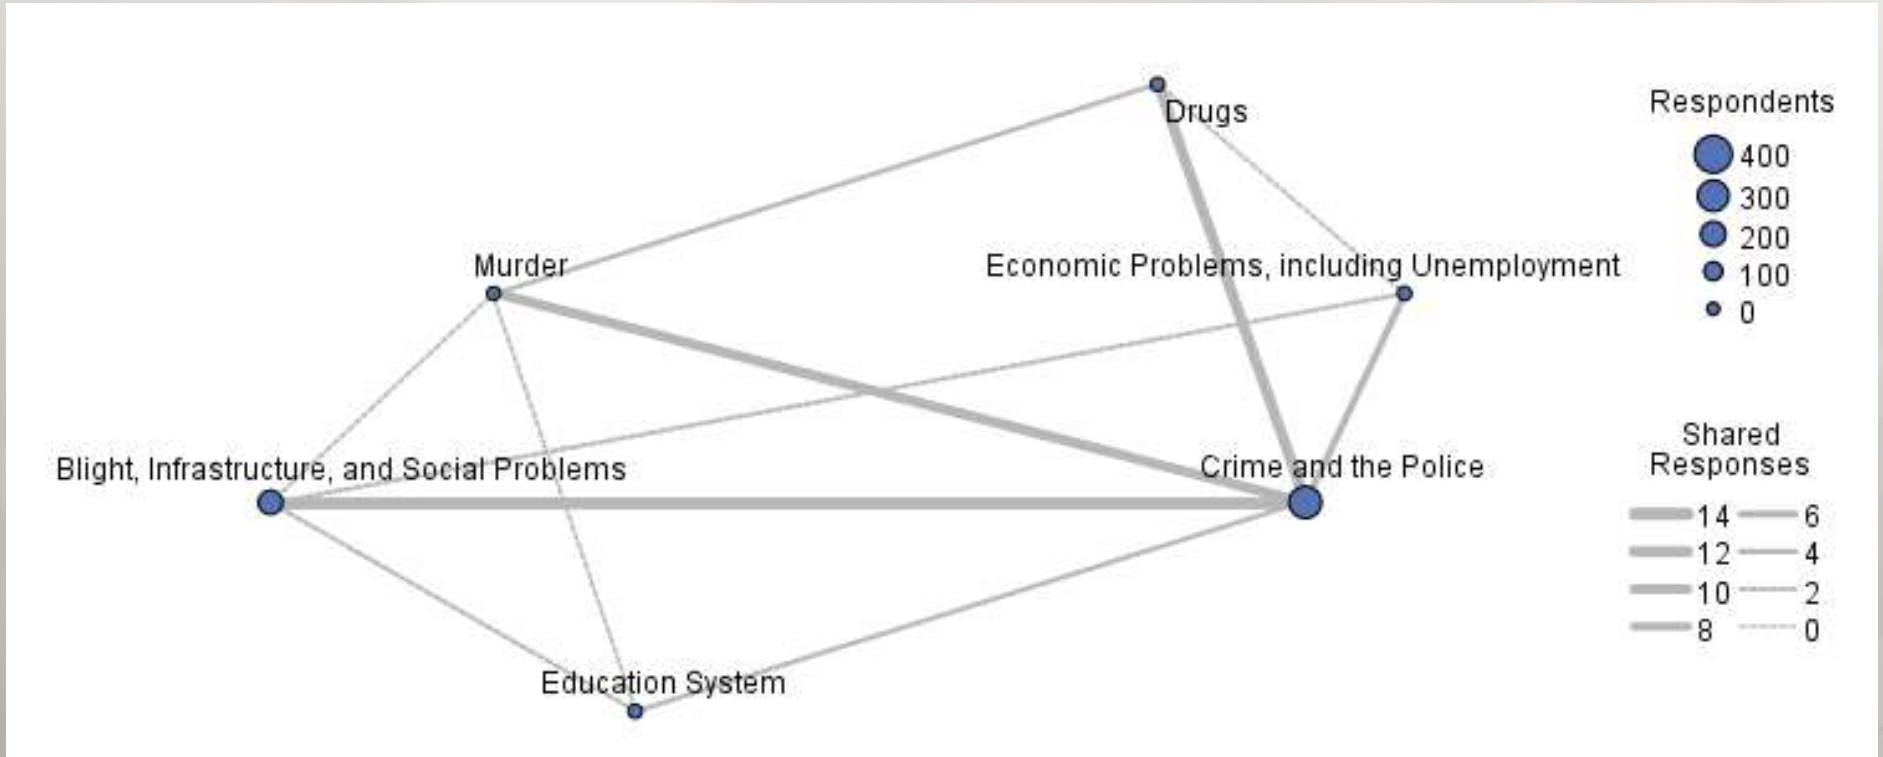 Drugs
Murder
Economic Problems, including Unemployment
Blight, Infrastructure, and Social Problems
Crime and the Police
Education System
Respondents
400
300
200
100
0
Shared
Responses
14 6
12 4
10 2
8 0